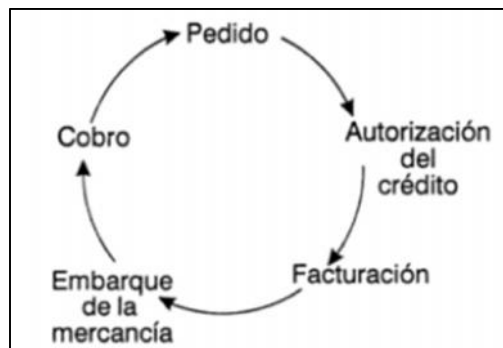 Pedido
Autorización
del
crédito
Facturación
Embarque
de la
mercancía
Cobro